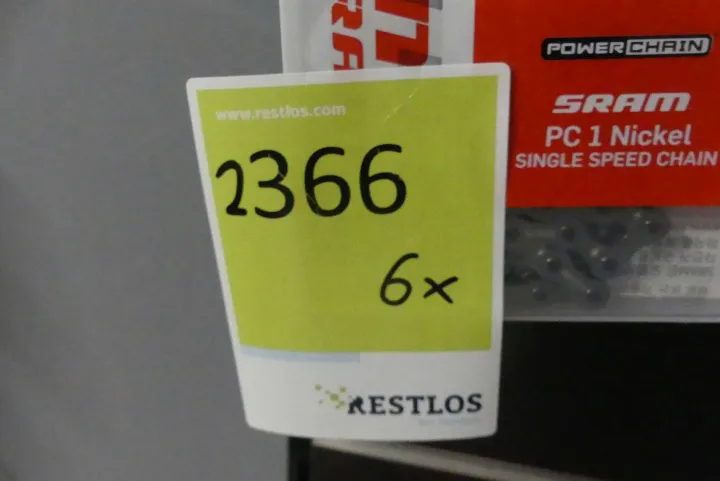 POWERCHAIN
SRAM
PC 1 Nickel
SINGLE SPEED CHAIN
www.restlos.com
2366
6x
RESTLOS